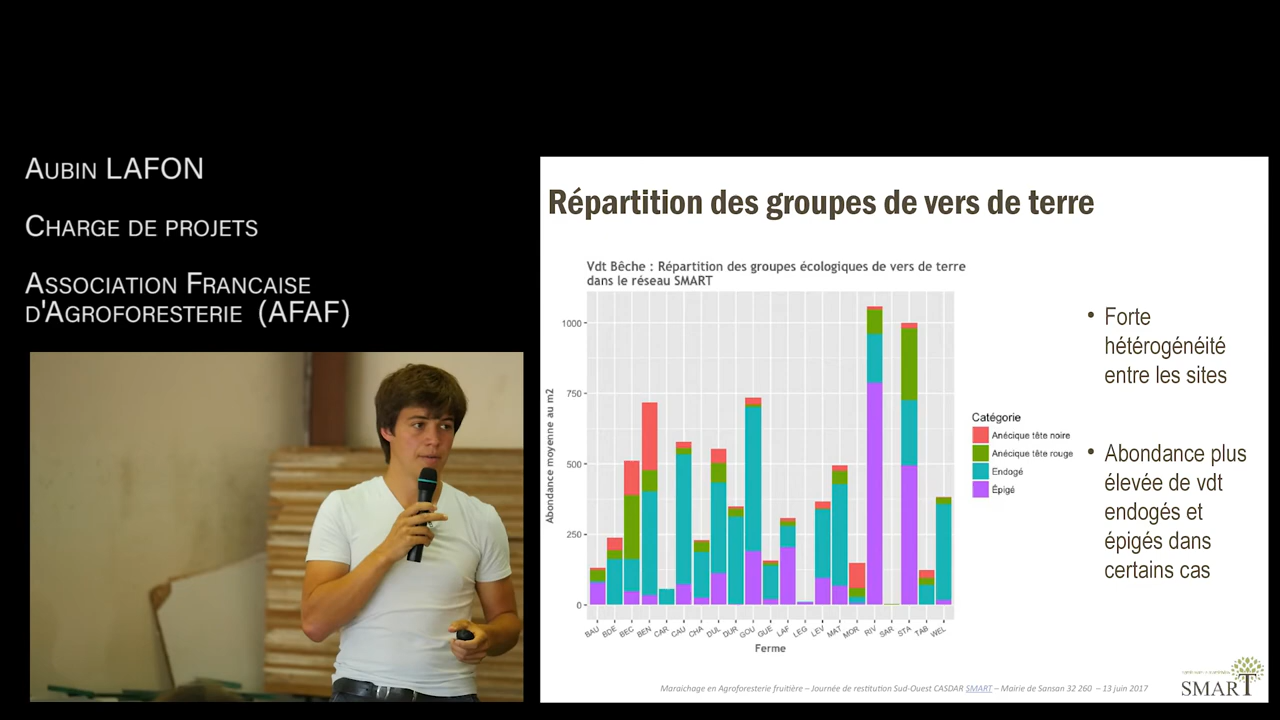 AUBIN LAFON
CHARGE DE PROJETS
ASSOCIATION FRANCAISE
D'AGROFORESTERIE (AFAF)
Répartition des groupes de vers de terre
Vdt Bêche : Répartition des groupes écologiques de vers de terre
dans le réseau SMART
Abondance moyenne au m2
1000
750
500
250
0
BAU BDE BEC BEN CAR CAU CHA DUL DUR GOU GUE LAF LEG LEV MAT MOR RIV SAR STA TAB WEL
Ferme
Catégorie
Anécique tête noire
Anécique tête rouge
Endogé
Épigé
• Forte
hétérogénéité
entre les sites
• Abondance plus
élevée de vdt
endogés et
épigés dans
certains cas
Maraichage en Agroforesterie fruitière – Journée de restitution Sud-Ouest CASDAR SMART – Mairie de Sansan 32 260 – 13 juin 2017
SMART